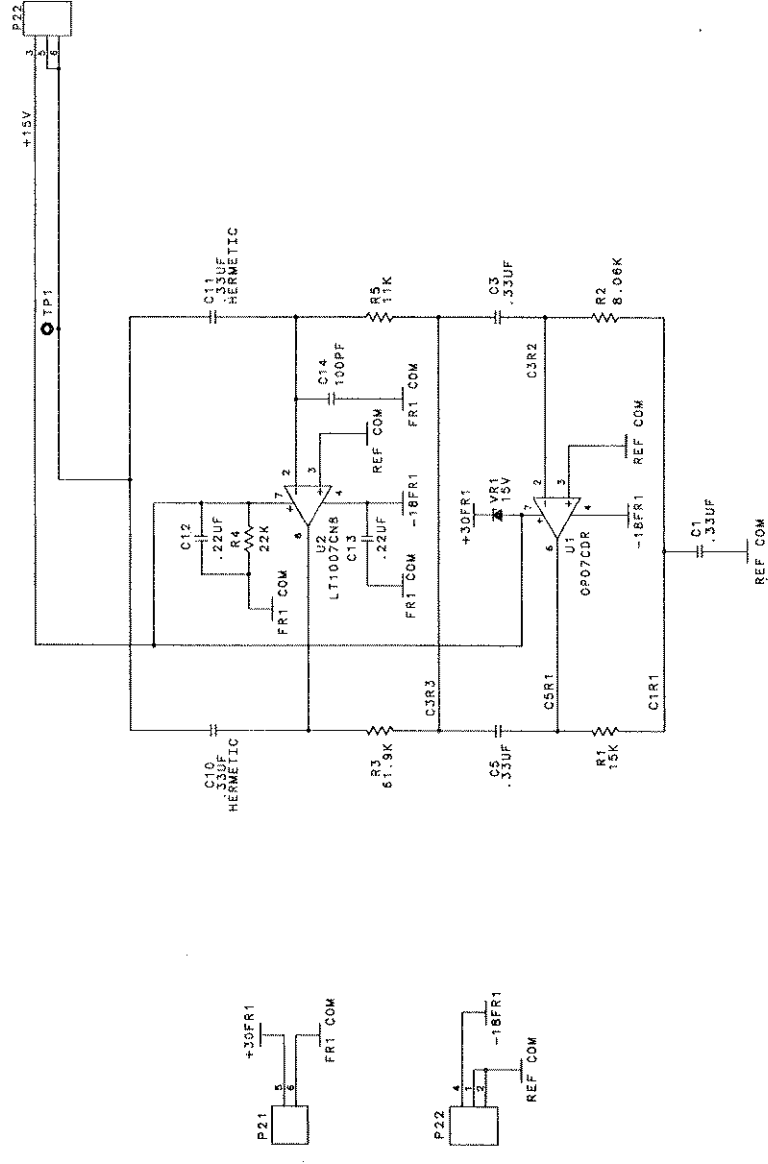 P21
5
6
+30FR1
FR1 COM
P22
4
1
2
-18FR1
REF COM
P22
3
5
6
+15V
TP1
C10
.33UF
HERMETIC
C11
.33UF
HERMETIC
C12
.22UF
R4
22K
FR1 COM
7
2
3
4
6
U2
LT1007CN8
C13
.22UF
FR1 COM
-18FR1
REF COM
C14
100PF
FR1 COM
R3
61.9K
R5
11K
C3R3
+30FR1
VR1
15V
C5
.33UF
C3
.33UF
C5R1
C3R2
7
2
3
4
6
U1
OP07CDR
-18FR1
REF COM
R1
15K
R2
8.06K
C1R1
C1
.33UF
REF COM